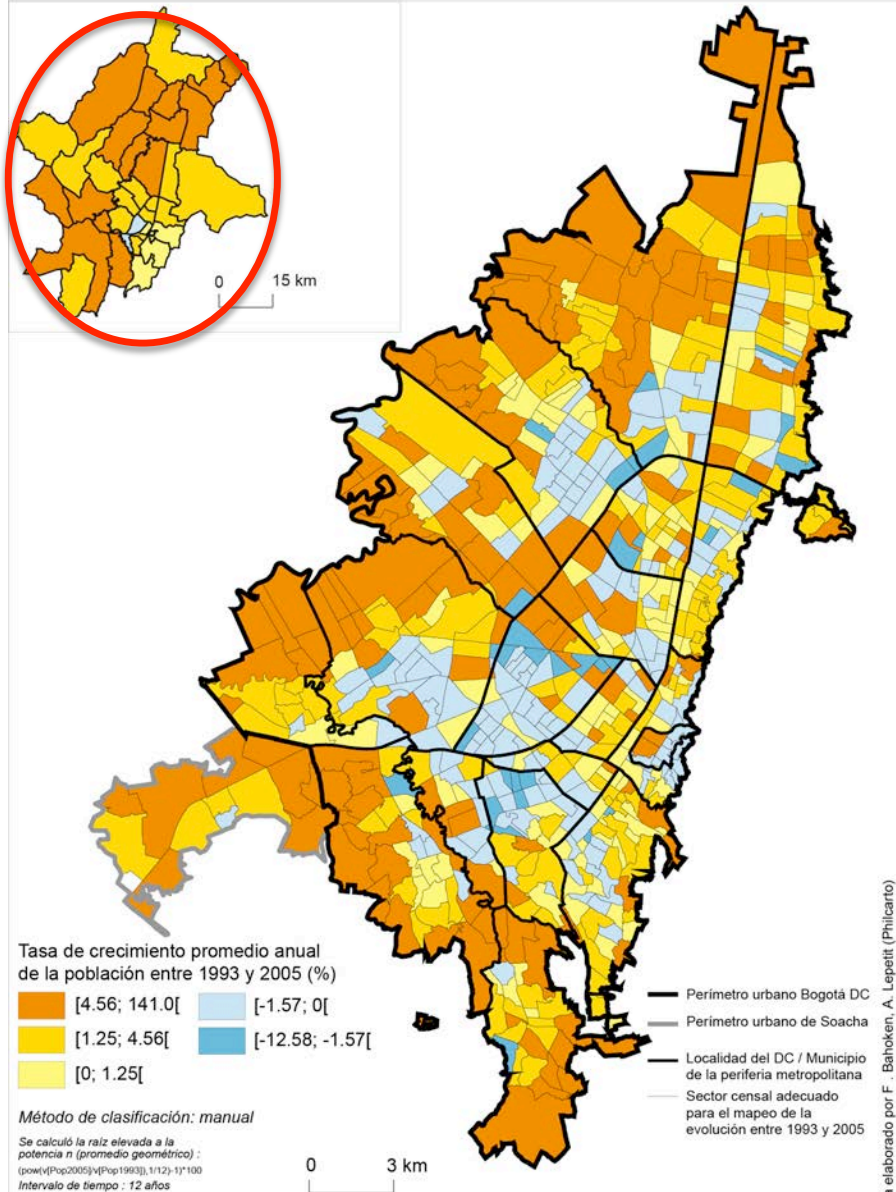 0 15 km
Tasa de crecimiento promedio anual
de la población entre 1993 y 2005 (%)
[4.56; 141.0[
[1.25; 4.56[
[0; 1.25[
[-1.57; 0[
[-12.58; -1.57[
Método de clasificación: manual
Se calculó la raíz elevada a la
potencia n (promedio geométrico) :
(pow(v[Pop2005]/v[Pop1993]),1/12)-1)*100
Intervalo de tiempo : 12 años
0 3 km
Perímetro urbano Bogotá DC
Perímetro urbano de Soacha
Localidad del DC / Municipio
de la periferia metropolitana
Sector censal adecuado
para el mapeo de la
evolución entre 1993 y 2005
elaborado por F . Bahoken, A. Lepetit (Philcarto)